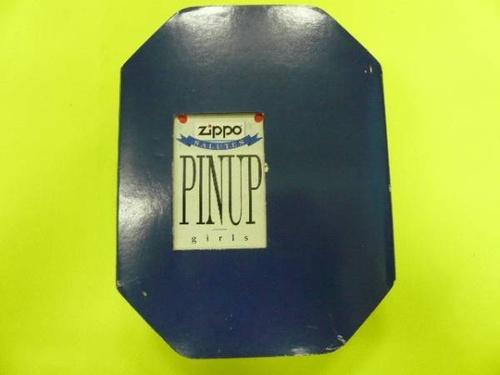 zippo
SALUTES
PINUP
girls